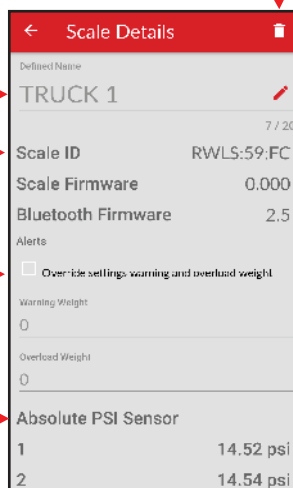 Scale Details
Defined Name
TRUCK 1
7 / 20
Scale ID RWLS:59:FC
Scale Firmware 0.000
Bluetooth Firmware 2.5
Alerts
Override settings warning and overload weight
Warning Weight
0
Overload Weight
0
Absolute PSI Sensor
1 14.52 psi
2 14.54 psi